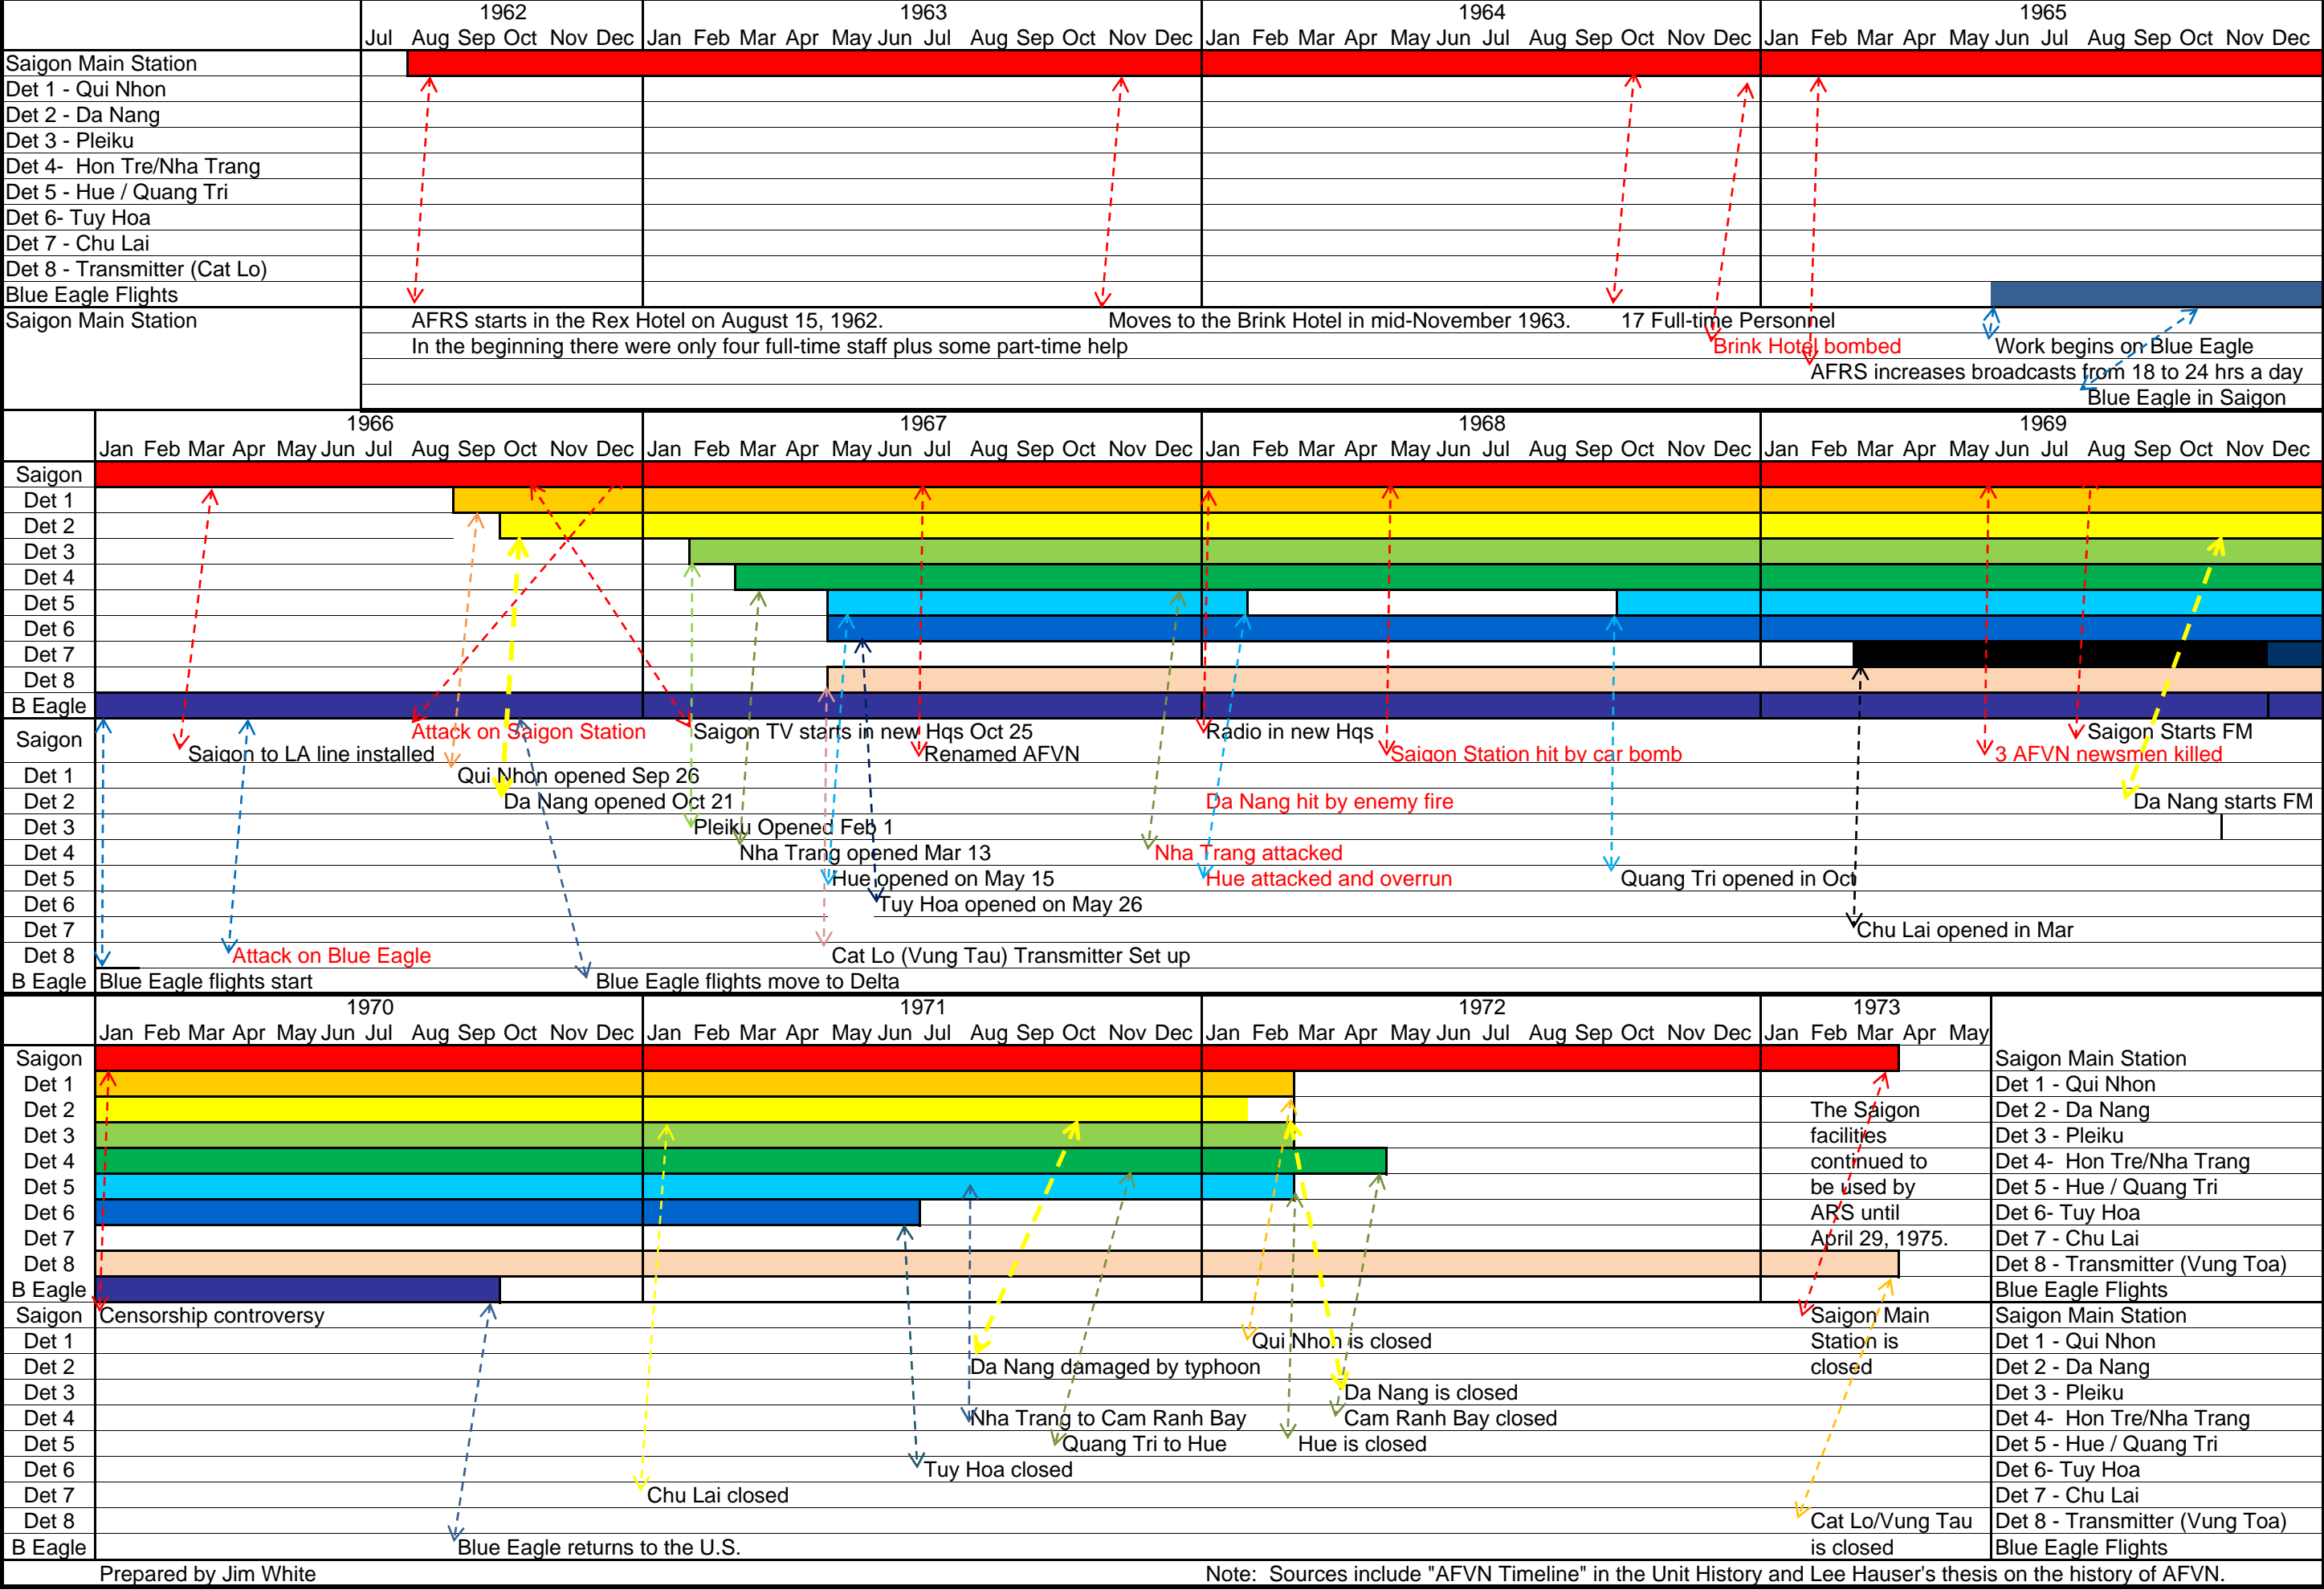 1962 1963 1964 1965
Jul Aug Sep Oct Nov Dec Jan Feb Mar Apr May Jun Jul Aug Sep Oct Nov Dec Jan Feb Mar Apr May Jun Jul Aug Sep Oct Nov Dec Jan Feb Mar Apr May Jun Jul Aug Sep Oct Nov Dec
Saigon Main Station
Det 1 - Qui Nhon
Det 2 - Da Nang
Det 3 - Pleiku
Det 4- Hon Tre/Nha Trang
Det 5 - Hue / Quang Tri
Det 6- Tuy Hoa
Det 7 - Chu Lai
Det 8 - Transmitter (Cat Lo)
Blue Eagle Flights
Saigon Main Station AFRS starts in the Rex Hotel on August 15, 1962. Moves to the Brink Hotel in mid-November 1963. 17 Full-time Personnel
In the beginning there were only four full-time staff plus some part-time help Brink Hotel bombed Work begins on Blue Eagle
AFRS increases broadcasts from 18 to 24 hrs a day
Blue Eagle in Saigon
1966 1967 1968 1969
Jan Feb Mar Apr May Jun Jul Aug Sep Oct Nov Dec Jan Feb Mar Apr May Jun Jul Aug Sep Oct Nov Dec Jan Feb Mar Apr May Jun Jul Aug Sep Oct Nov Dec Jan Feb Mar Apr May Jun Jul Aug Sep Oct Nov Dec
Saigon
Det 1
Det 2
Det 3
Det 4
Det 5
Det 6
Det 7
Det 8
B Eagle
Saigon Attack on Saigon Station Saigon TV starts in new Hqs Oct 25 Radio in new Hqs Saigon Starts FM
Saigon to LA line installed Renamed AFVN Saigon Station hit by car bomb 3 AFVN newsmen killed
Det 1 Qui Nhon opened Sep 26
Det 2 Da Nang opened Oct 21 Da Nang hit by enemy fire Da Nang starts FM
Det 3 Pleiku Opened Feb 1
Det 4 Nha Trang opened Mar 13 Nha Trang attacked
Det 5 Hue opened on May 15 Hue attacked and overrun Quang Tri opened in Oct
Det 6 Tuy Hoa opened on May 26
Det 7 Chu Lai opened in Mar
Det 8 Attack on Blue Eagle Cat Lo (Vung Tau) Transmitter Set up
B Eagle Blue Eagle flights start Blue Eagle flights move to Delta
1970 1971 1972 1973
Jan Feb Mar Apr May Jun Jul Aug Sep Oct Nov Dec Jan Feb Mar Apr May Jun Jul Aug Sep Oct Nov Dec Jan Feb Mar Apr May Jun Jul Aug Sep Oct Nov Dec Jan Feb Mar Apr May
Saigon Saigon Main Station
Det 1 Det 1 - Qui Nhon
Det 2 The Saigon Det 2 - Da Nang
Det 3 facilities Det 3 - Pleiku
Det 4 continued to Det 4- Hon Tre/Nha Trang
Det 5 be used by Det 5 - Hue / Quang Tri
Det 6 ARS until Det 6- Tuy Hoa
Det 7 April 29, 1975. Det 7 - Chu Lai
Det 8 Det 8 - Transmitter (Vung Toa)
B Eagle Blue Eagle Flights
Saigon Censorship controversy Saigon Main Saigon Main Station
Det 1 Qui Nhon is closed Station is Det 1 - Qui Nhon
Det 2 Da Nang damaged by typhoon closed Det 2 - Da Nang
Det 3 Da Nang is closed Det 3 - Pleiku
Det 4 Nha Trang to Cam Ranh Bay Cam Ranh Bay closed Det 4- Hon Tre/Nha Trang
Det 5 Quang Tri to Hue Hue is closed Det 5 - Hue / Quang Tri
Det 6 Tuy Hoa closed Det 6- Tuy Hoa
Det 7 Chu Lai closed Det 7 - Chu Lai
Det 8 Cat Lo/Vung Tau Det 8 - Transmitter (Vung Toa)
B Eagle Blue Eagle returns to the U.S. is closed Blue Eagle Flights
Prepared by Jim White Note: Sources include "AFVN Timeline" in the Unit History and Lee Hauser's thesis on the history of AFVN.